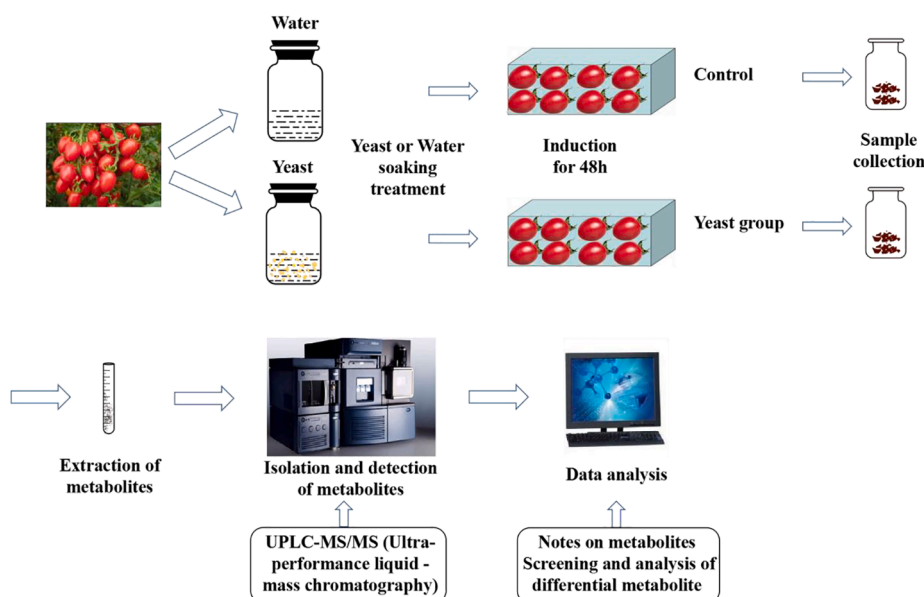 Water
Yeast
Yeast or Water
soaking
treatment
Induction
for 48h
Control
Yeast group
Sample
collection
Extraction of
metabolites
Isolation and detection
of metabolites
Data analysis
UPLC-MS/MS (Ultra-
performance liquid -
mass chromatography)
Notes on metabolites
Screening and analysis of
differential metabolite